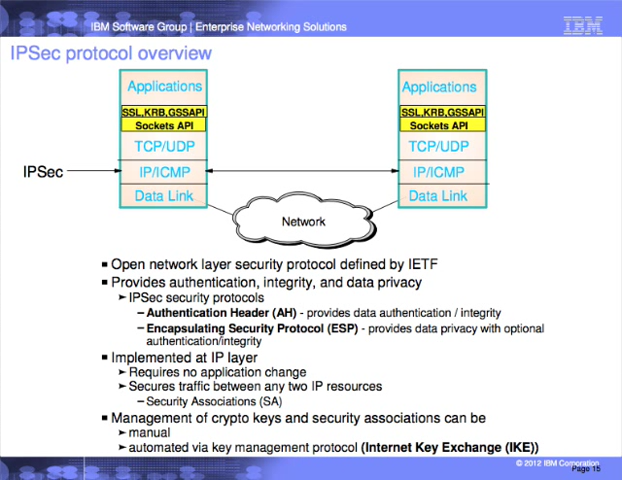 IBM Software Group | Enterprise Networking Solutions
IBM
IPSec protocol overview
Applications
SSL,KRB,GSSAPI
Sockets API
TCP/UDP
IP/ICMP
Data Link
Applications
SSL,KRB,GSSAPI
Sockets API
TCP/UDP
IP/ICMP
Data Link
IPSec
Network
Open network layer security protocol defined by IETF
Provides authentication, integrity, and data privacy
IPSec security protocols
– Authentication Header (AH) - provides data authentication / integrity
– Encapsulating Security Protocol (ESP) - provides data privacy with optional
authentication/integrity
Implemented at IP layer
Requires no application change
Secures traffic between any two IP resources
– Security Associations (SA)
Management of crypto keys and security associations can be
manual
automated via key management protocol (Internet Key Exchange (IKE))
© 2012 IBM Corporation
Page 15